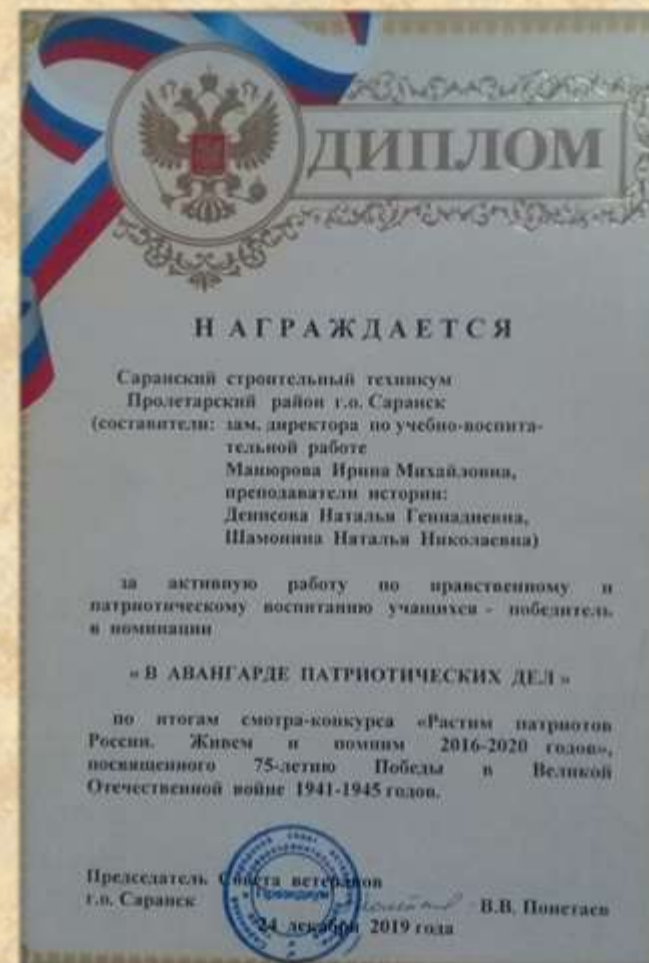 ДИПЛОМ
НАГРАЖДАЕТСЯ
Саранский строительный техникум
Пролетарский район г.о. Саранск
(составители: зам. директора по учебно-воспита-
тельной работе
Манюрова Ирина Михайловна,
преподаватели истории:
Денисова Наталья Геннадиевна,
Шамонина Наталья Николаевна)
за активную работу по нравственному и
патриотическому воспитанию учащихся - победитель
в номинации
« В АВАНГАРДЕ ПАТРИОТИЧЕСКИХ ДЕЛ »
по итогам смотра-конкурса «Растим патриотов
России. Живем и помним 2016-2020 годов»,
посвященного 75-летию Победы в Великой
Отечественной войне 1941-1945 годов.
Председатель Совета ветеранов
г.о. Саранск В.В. Понетаев
Президиум
24 декабря 2019 года